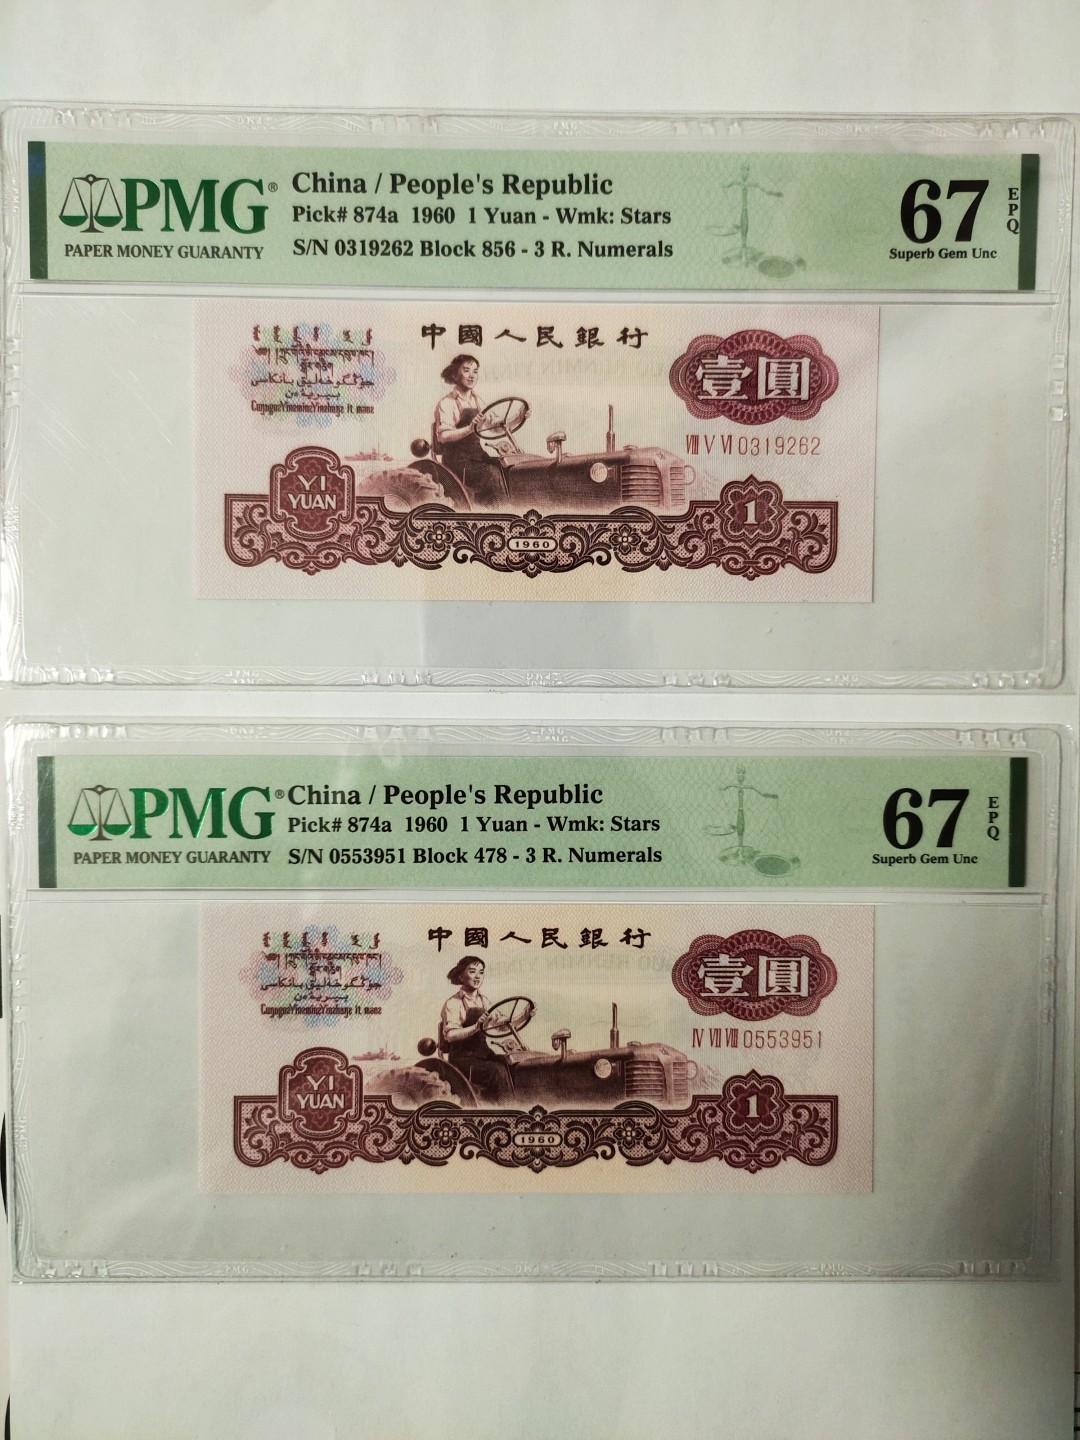 PMG®
PAPER MONEY GUARANTY
China / People's Republic
Pick# 874a 1960 1 Yuan - Wmk: Stars
S/N 0319262 Block 856 - 3 R. Numerals
67
EPQ
Superb Gem Unc
中國人民銀行
壹圓
VIII V VI 0319262
YI
YUAN
1960
1
PMG®
PAPER MONEY GUARANTY
China / People's Republic
Pick# 874a 1960 1 Yuan - Wmk: Stars
S/N 0553951 Block 478 - 3 R. Numerals
67
EPQ
Superb Gem Unc
中國人民銀行
壹圓
IV VII VIII 0553951
YI
YUAN
1960
1